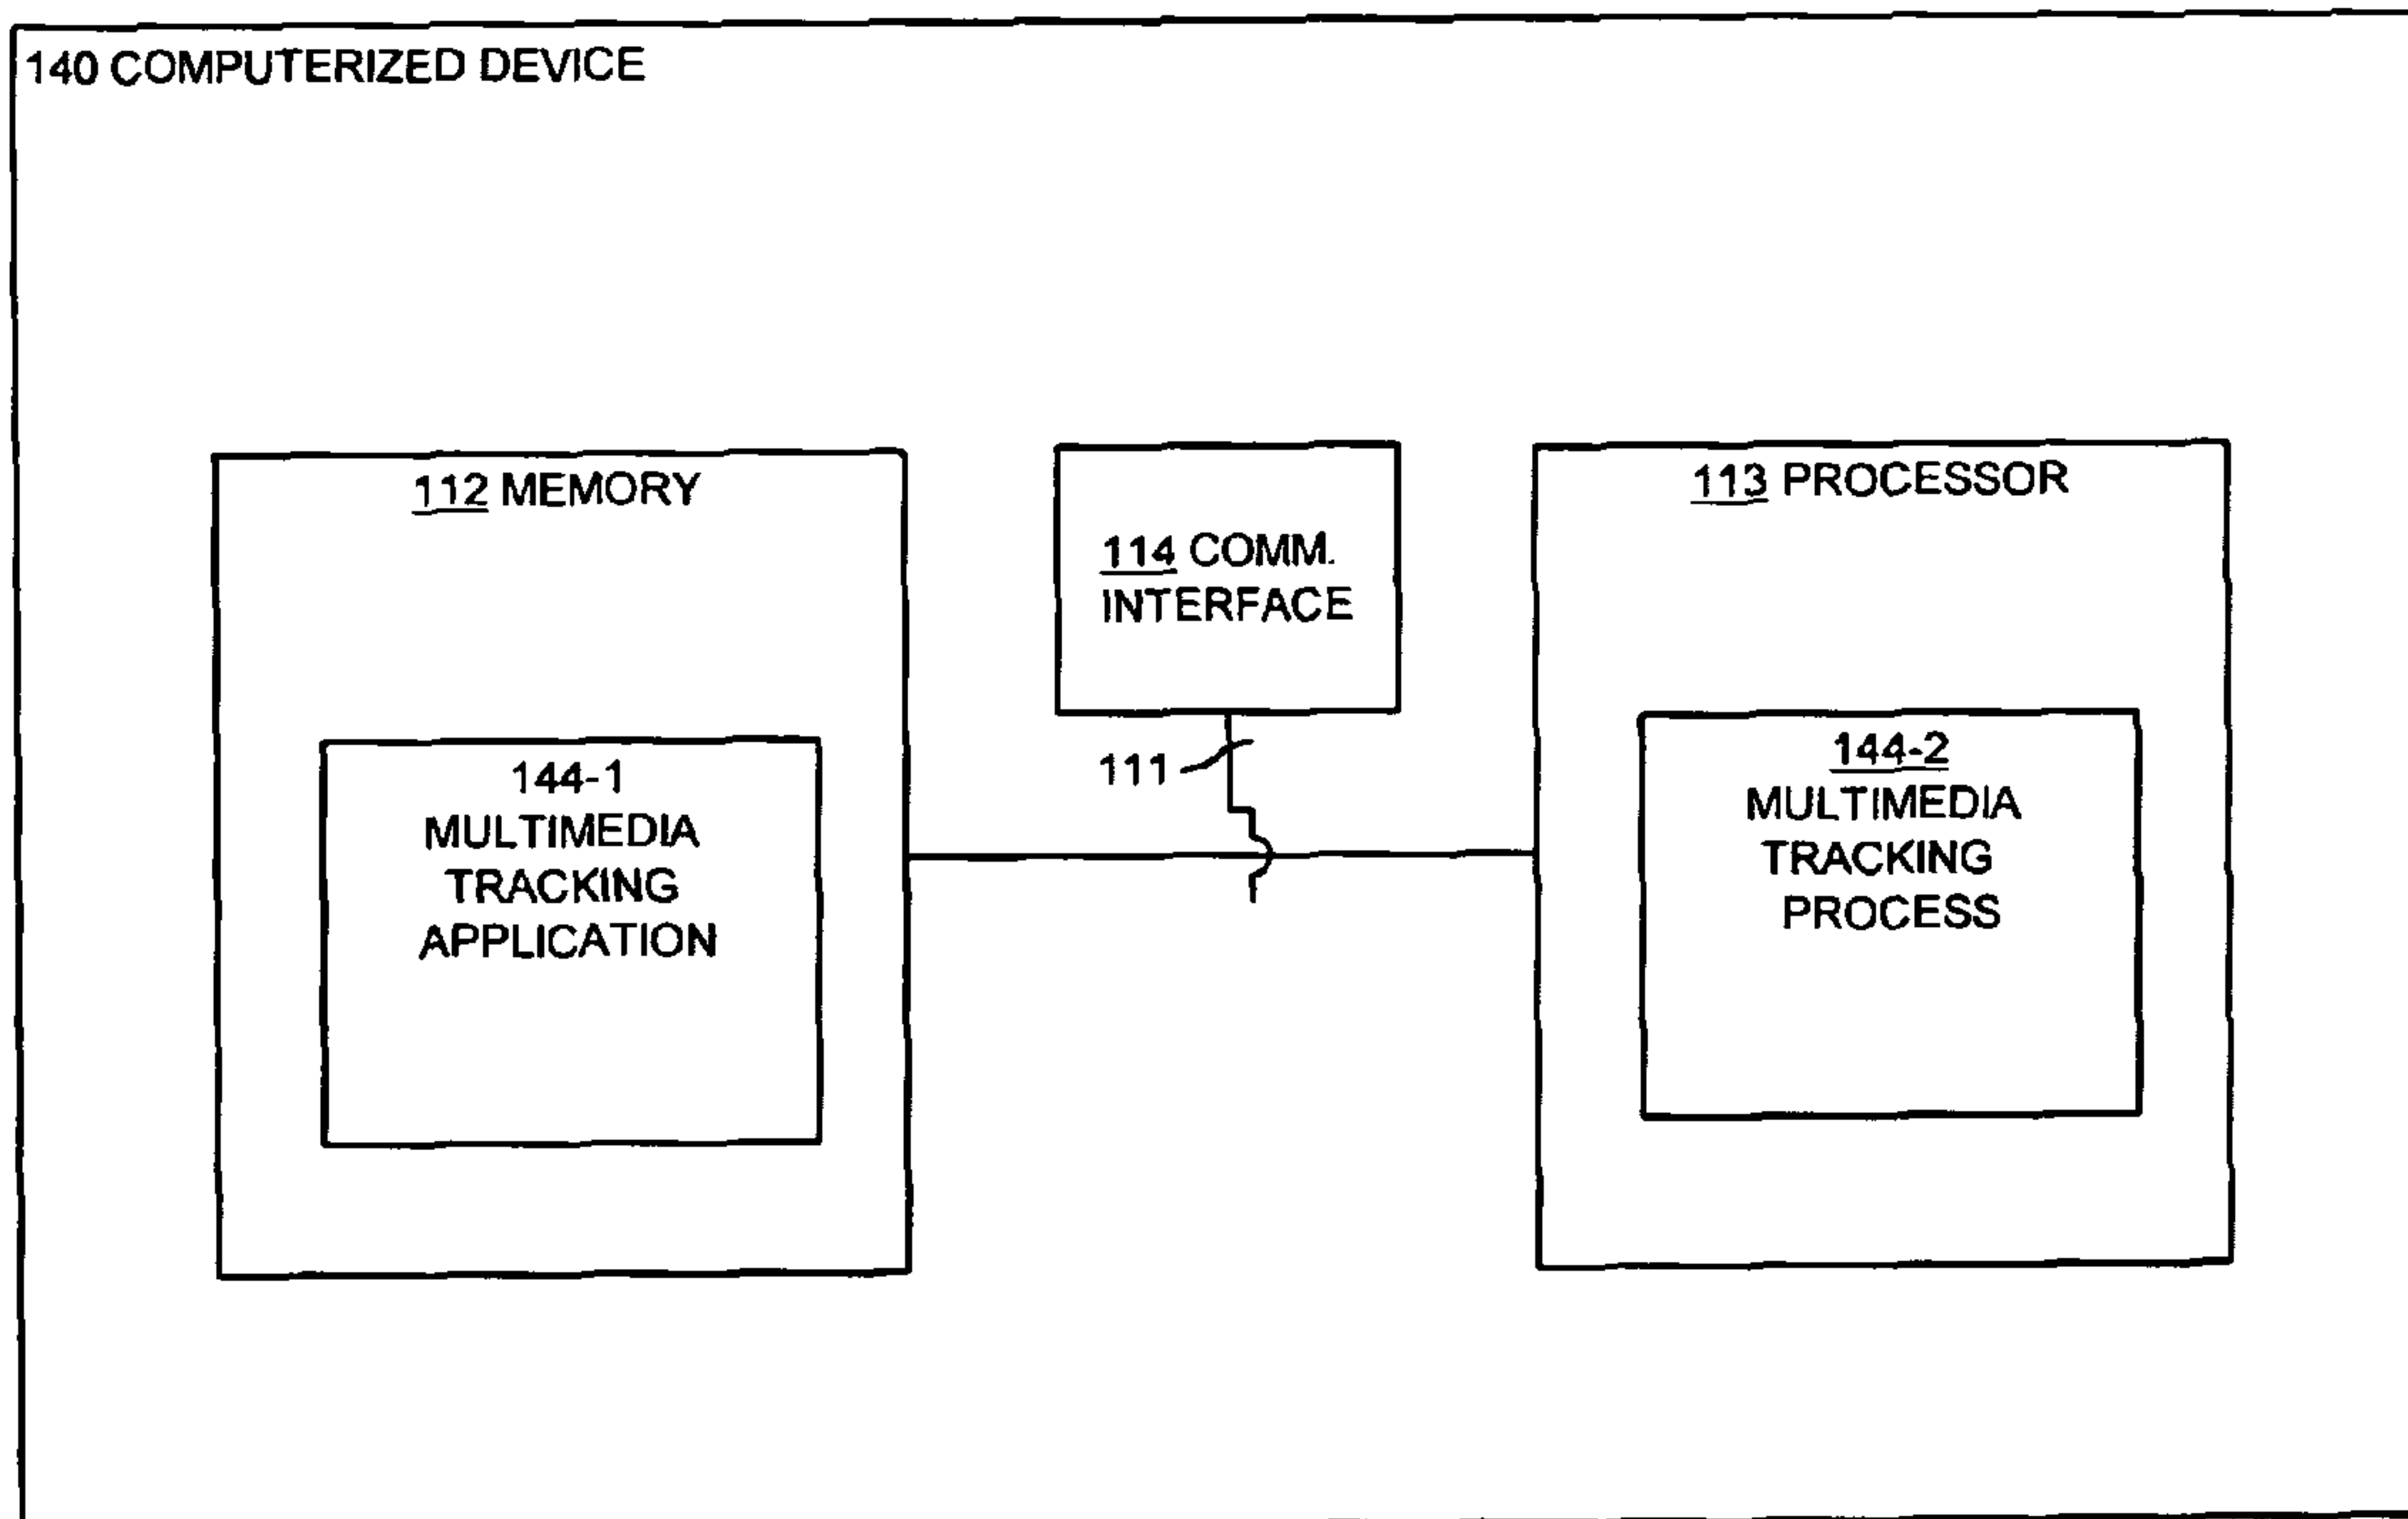 140 COMPUTERIZED DEVICE
112 MEMORY
114 COMM.
INTERFACE
113 PROCESSOR
111
144-1
MULTIMEDIA
TRACKING
APPLICATION
144-2
MULTIMEDIA
TRACKING
PROCESS